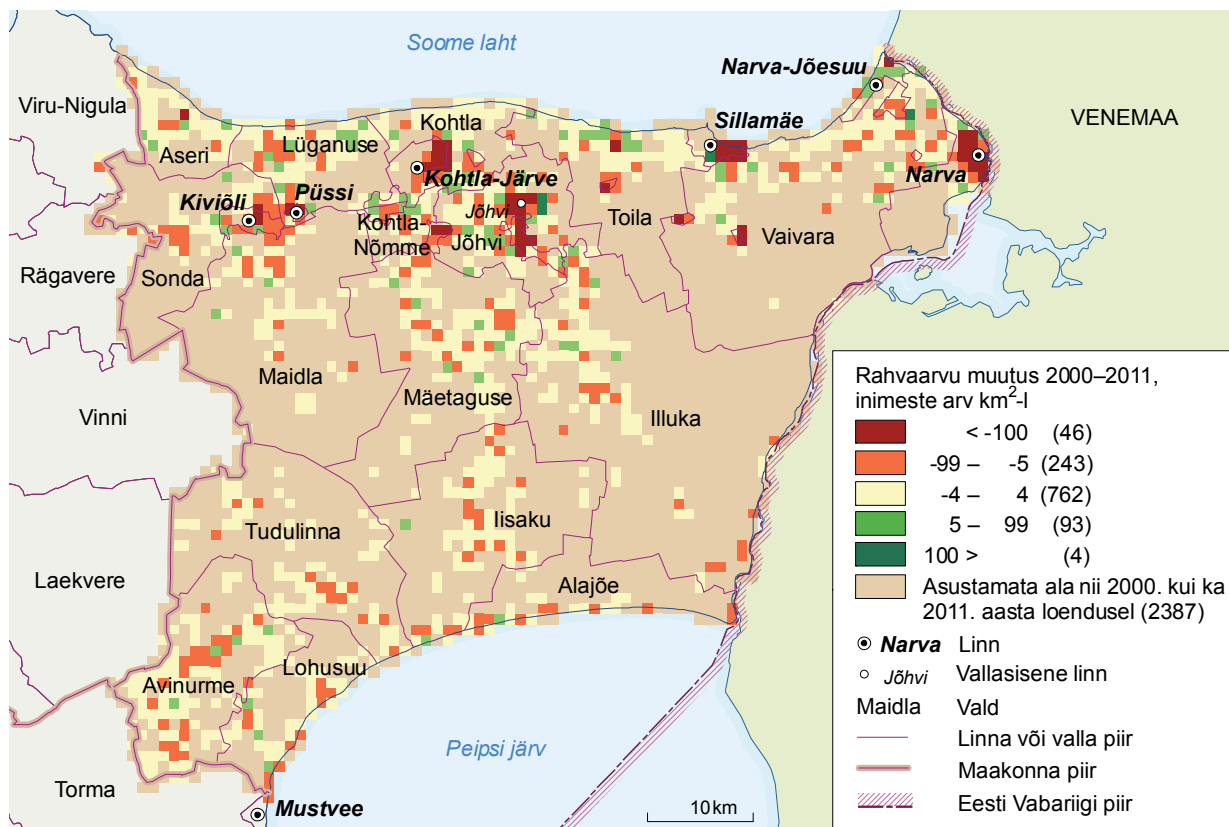 Soome laht
Narva-Jõesuu
Viru-Nigula
Kohtla
Sillamäe
VENEMAA
Aseri
Lüganuse
Kohtla-Järve
Narva
Kiviõli
Püssi
Jõhvi
Toila
Kohtla-
Nõmme
Jõhvi
Vaivara
Rägavere
Sonda
Maidla
Mäetaguse
Illuka
Vinni
Tudulinna
Iisaku
Laekvere
Alajõe
Lohusuu
Avinurme
Peipsi järv
Torma
Mustvee
10 km
Rahvaarvu muutus 2000–2011,
inimeste arv km²-l
< -100 (46)
-99 – -5 (243)
-4 – 4 (762)
5 – 99 (93)
100 > (4)
Asustamata ala nii 2000. kui ka
2011. aasta loendusel (2387)
Narva Linn
Jõhvi Vallasisene linn
Maidla Vald
Linna või valla piir
Maakonna piir
Eesti Vabariigi piir